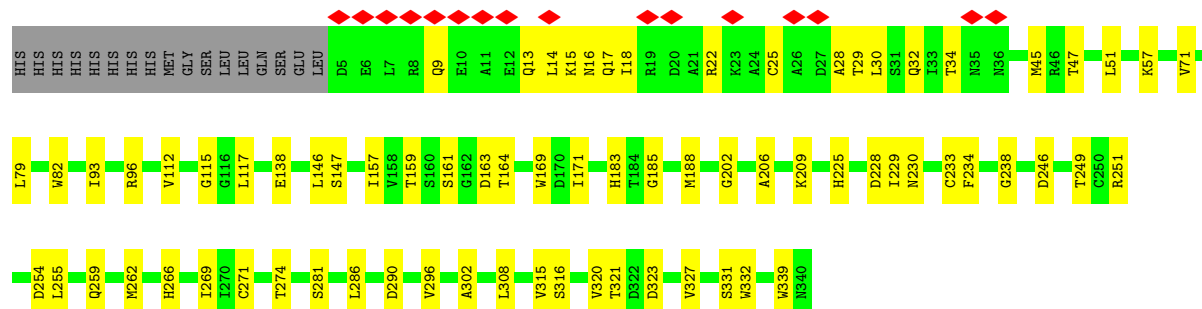 HIS HIS HIS HIS HIS HIS HIS HIS MET GLY SER LEU LEU GLN SER GLU LEU D5 E6 L7 R8 Q9 E10 A11 E12 Q13 L14 K15 N16 Q17 I18 R19 D20 A21 R22 K23 A24 C25 A26 D27 A28 T29 L30 S31 Q32 I33 T34 N35 N36 M45 R46 T47 L51 K57 V71
L79 W82 I93 R96 V112 G115 G116 L117 E138 L146 S147 I157 V158 T159 S160 S161 G162 D163 T164 W169 D170 I171 H183 T184 G185 M188 G202 A206 K209 H225 D228 I229 N230 C233 F234 G238 D246 T249 C250 R251
D254 L255 Q259 M262 H266 I269 I270 C271 T274 S281 L286 D290 V296 A302 L308 V315 S316 V320 T321 D322 D323 V327 S331 W332 W339 N340